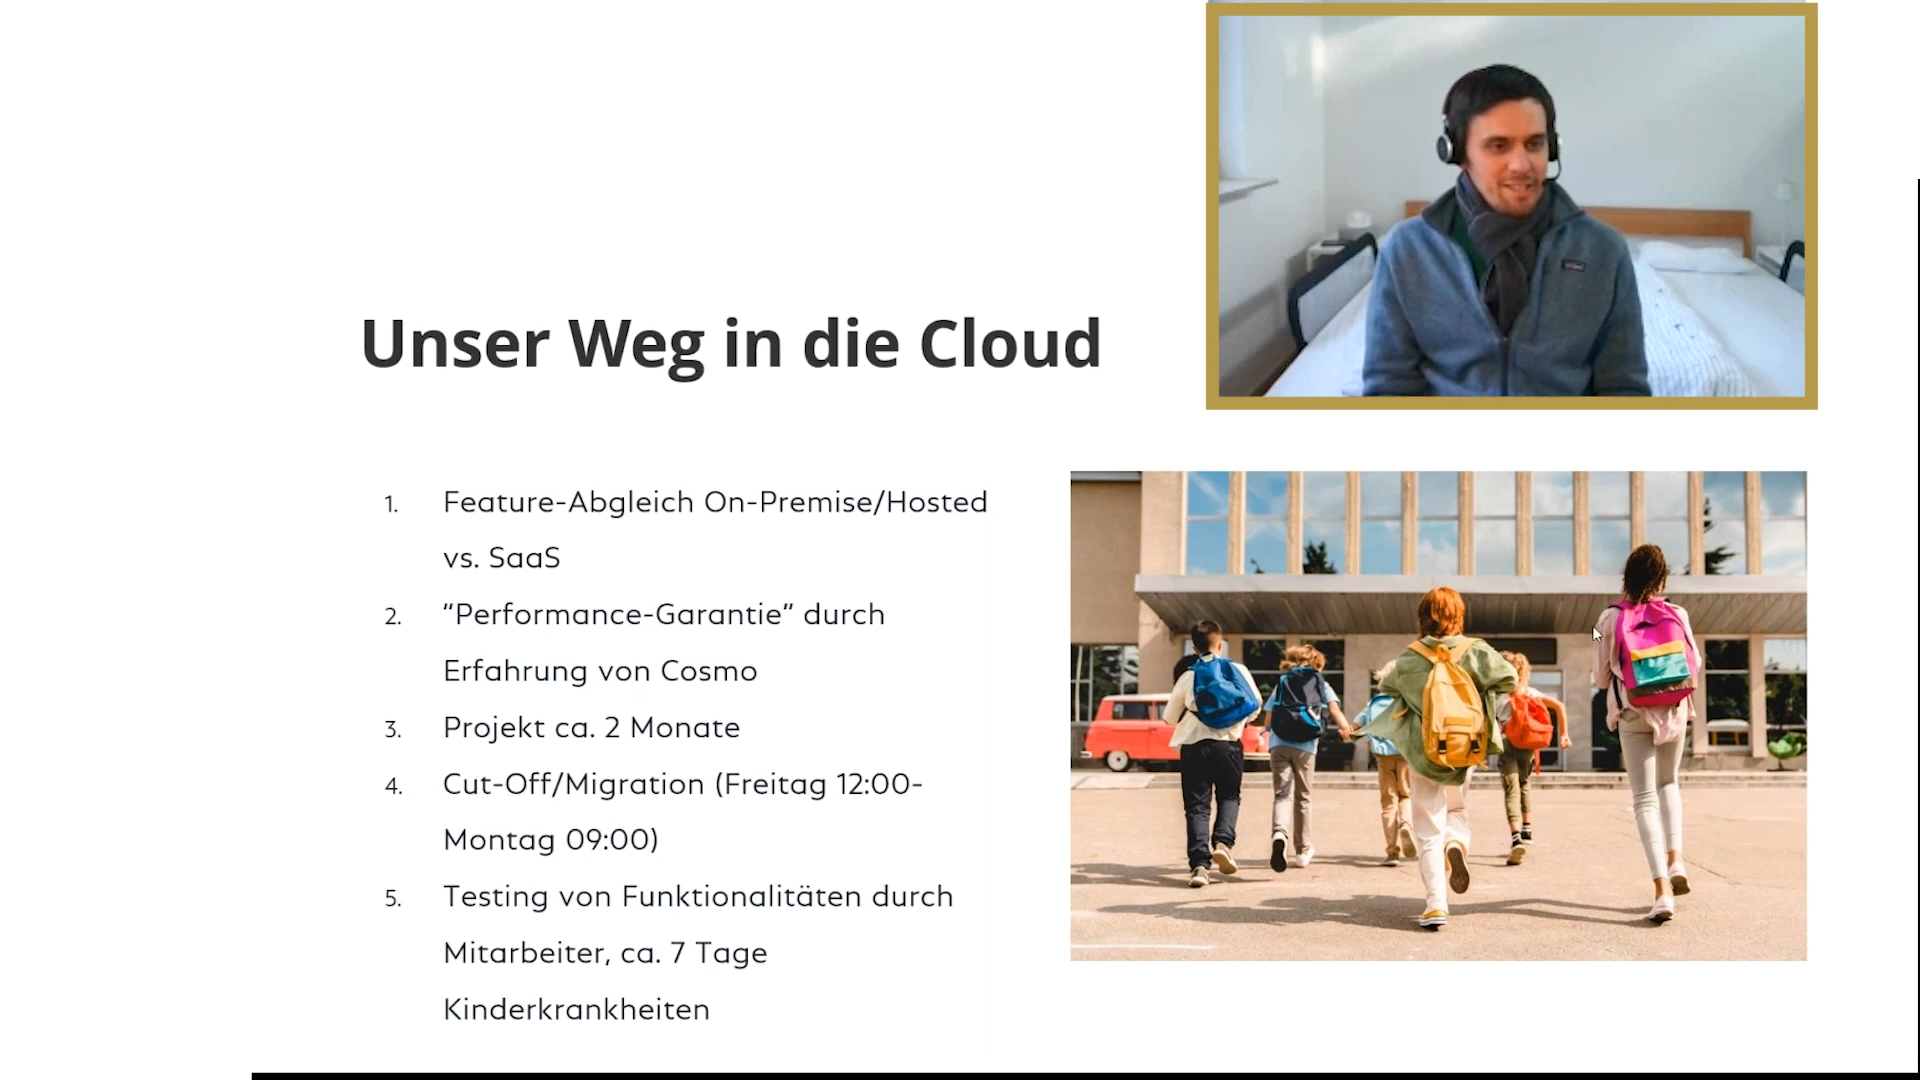 Unser Weg in die Cloud
1. Feature-Abgleich On-Premise/Hosted
vs. SaaS
2. "Performance-Garantie" durch
Erfahrung von Cosmo
3. Projekt ca. 2 Monate
4. Cut-Off/Migration (Freitag 12:00-
Montag 09:00)
5. Testing von Funktionalitäten durch
Mitarbeiter, ca. 7 Tage
Kinderkrankheiten